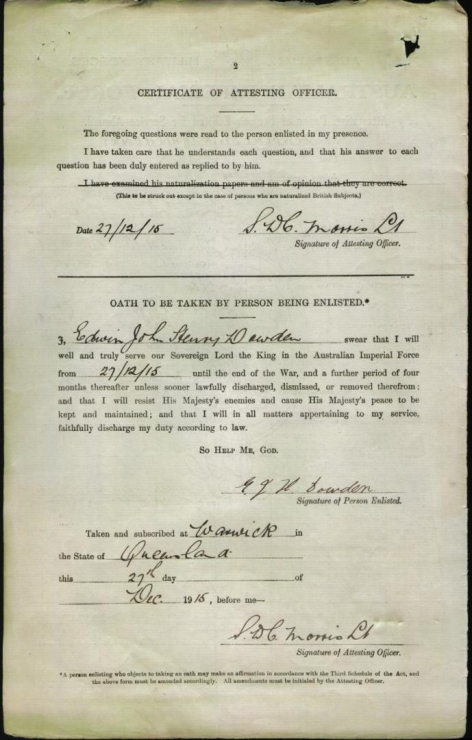 2
CERTIFICATE OF ATTESTING OFFICER.
The foregoing questions were read to the person enlisted in my presence.
I have taken care that he understands each question, and that his answer to each
question has been duly entered as replied to by him.
I have examined his naturalisation papers and am of opinion that they are correct.
(This to be struck out except in the case of persons who are naturalized British Subjects.)
Date 27/12/15 S. D C. Morris Lt
Signature of Attesting Officer.
OATH TO BE TAKEN BY PERSON BEING ENLISTED.*
I, Edwin John Henry Dowden swear that I will
well and truly serve our Sovereign Lord the King in the Australian Imperial Force
from 27/12/15 until the end of the War, and a further period of four
months thereafter unless sooner lawfully discharged, dismissed, or removed therefrom;
and that I will resist His Majesty's enemies and cause His Majesty's peace to be
kept and maintained; and that I will in all matters appertaining to my service,
faithfully discharge my duty according to law.
SO HELP ME, GOD.
E J H Dowden
Signature of Person Enlisted.
Taken and subscribed at Warwick in
the State of Queensland
this 27th day of
Dec. 1915, before me—
S. D C. Morris Lt
Signature of Attesting Officer.
*A person enlisting who objects to taking an oath may make an affirmation in accordance with the Third Schedule of the Act, and
the above form must be amended accordingly. All amendments must be initialed by the Attesting Officer.